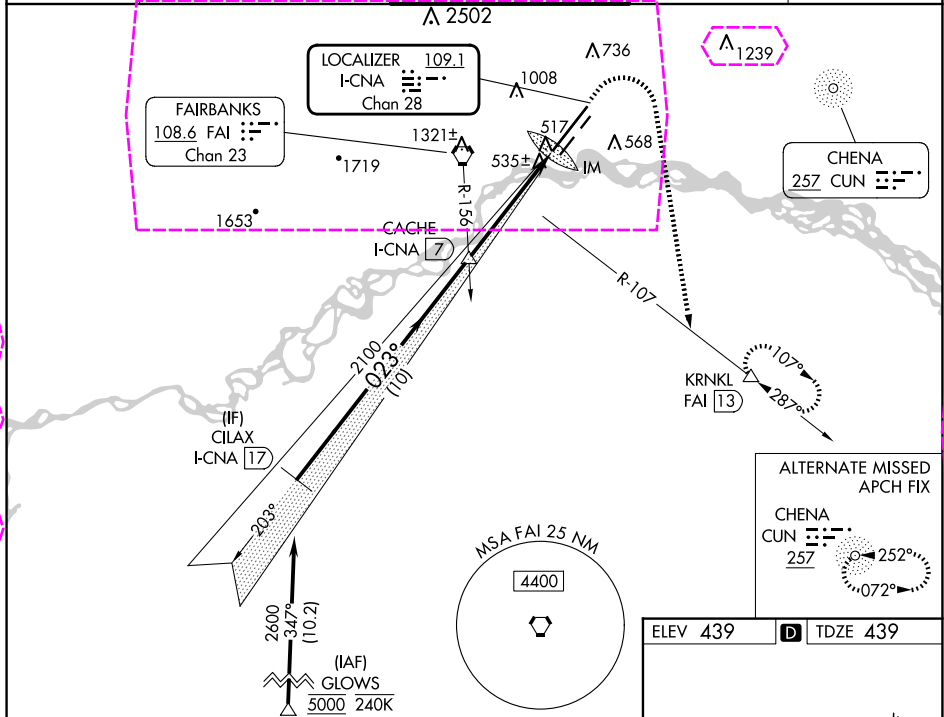 2502
LOCALIZER 109.1
I-CNA
Chan 28
736
1239
1008
FAIRBANKS
108.6 FAI
Chan 23
1321±
517
568
535±
IM
1719
CHENA
257 CUN
1653
R-156
CACHE
I-CNA 7
R-107
2100
023°
(10)
107°
KRNKL
FAI 13
287°
(IF)
CILAX
I-CNA 17
203°
ALTERNATE MISSED
APCH FIX
CHENA
CUN
257
252°
072°
MSA FAI 25 NM
4400
2600
347°
(10.2)
(IAF)
GLOWS
5000 240K
ELEV 439 D TDZE 439